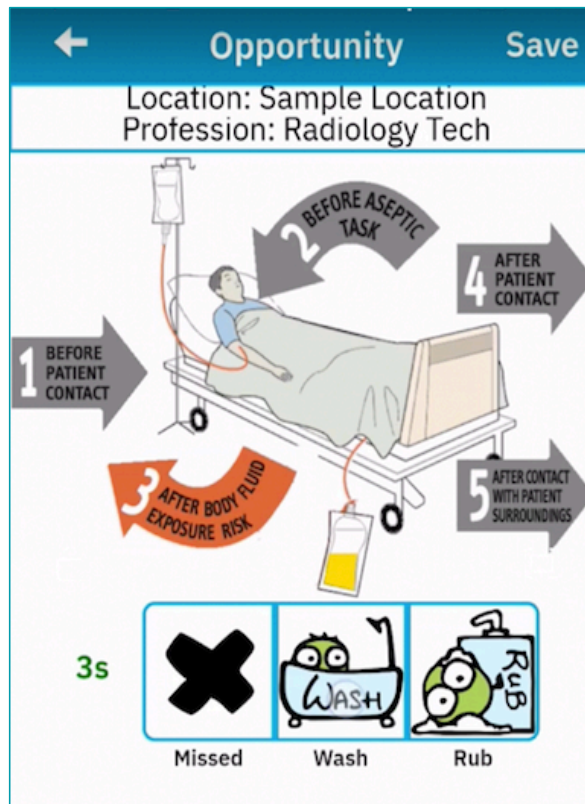 Opportunity
Save
Location: Sample Location
Profession: Radiology Tech
1 BEFORE
PATIENT
CONTACT
2 BEFORE ASEPTIC
TASK
3 AFTER BODY FLUID
EXPOSURE RISK
4 AFTER
PATIENT
CONTACT
5 AFTER CONTACT
WITH PATIENT
SURROUNDINGS
3s
WASH
RUB
Missed
Wash
Rub